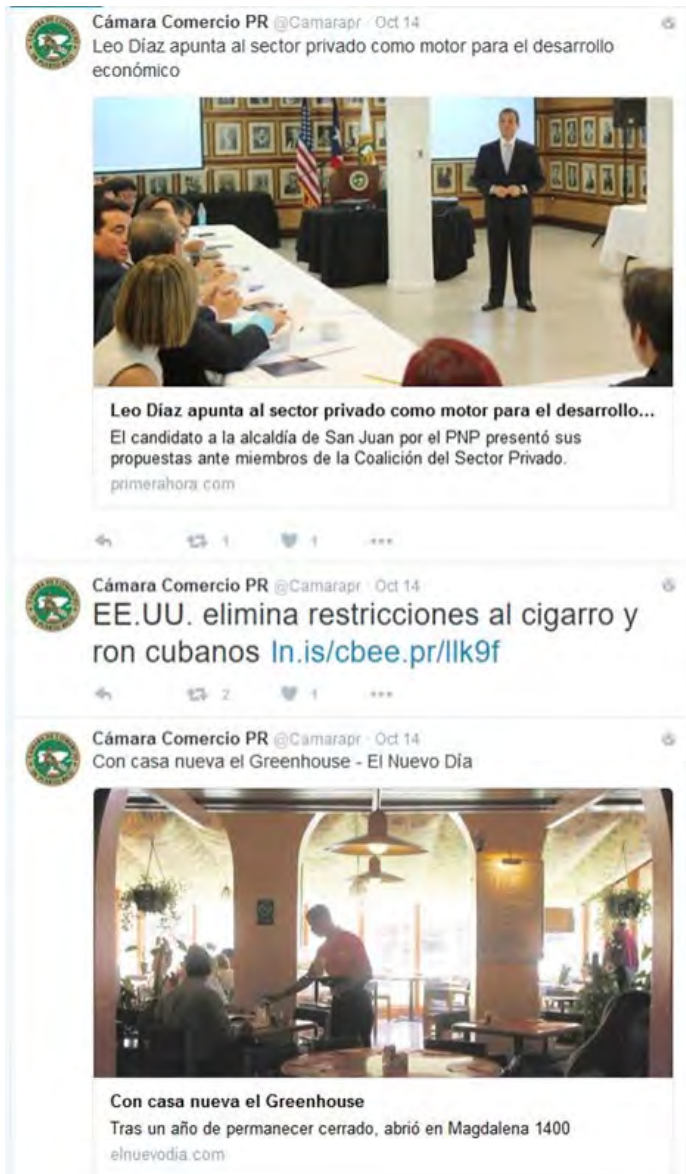 Cámara Comercio PR @Camarapr · Oct 14
Leo Díaz apunta al sector privado como motor para el desarrollo
económico
Leo Díaz apunta al sector privado como motor para el desarrollo...
El candidato a la alcaldía de San Juan por el PNP presentó sus
propuestas ante miembros de la Coalición del Sector Privado.
primerahora.com
1 1
Cámara Comercio PR @Camarapr · Oct 14
EE.UU. elimina restricciones al cigarro y
ron cubanos ln.is/cbee.pr/IIk9f
2 1
Cámara Comercio PR @Camarapr · Oct 14
Con casa nueva el Greenhouse - El Nuevo Día
Con casa nueva el Greenhouse
Tras un año de permanecer cerrado, abrió en Magdalena 1400
elnuevodia.com